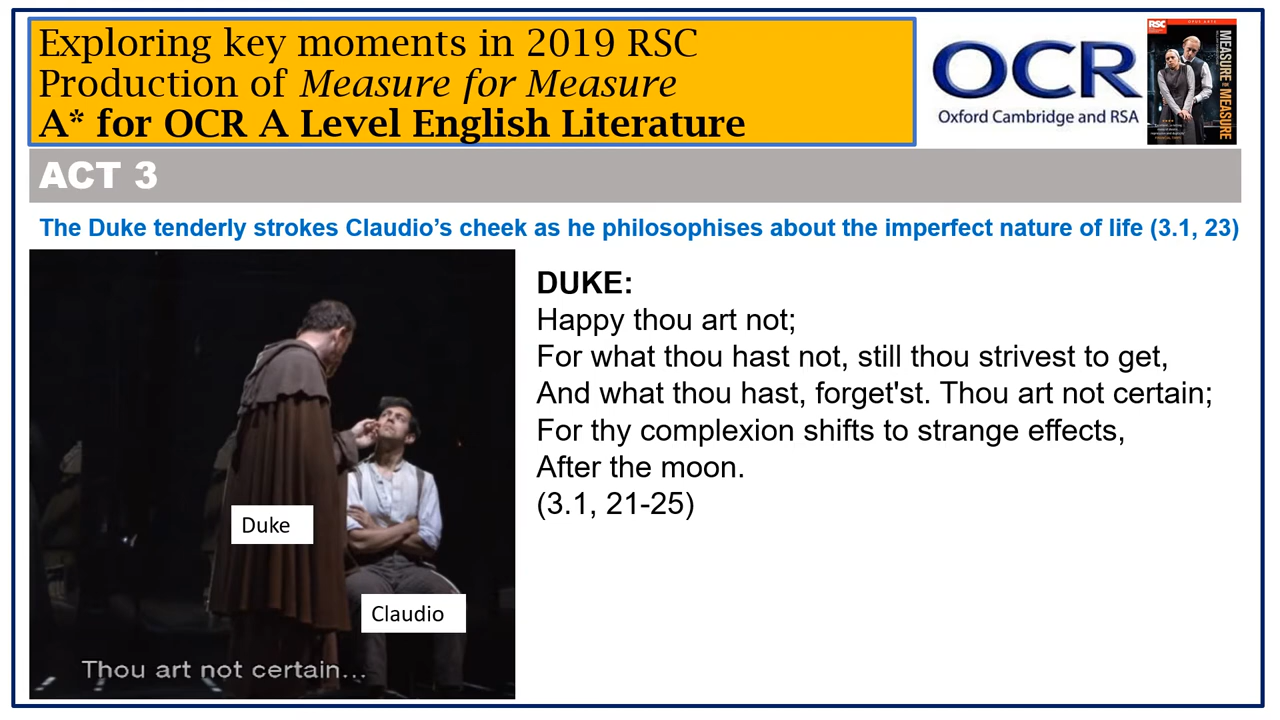 Exploring key moments in 2019 RSC
Production of Measure for Measure
A* for OCR A Level English Literature
OCR
Oxford Cambridge and RSA
RSC
OPUS ARTE
MEASURE for MEASURE
ACT 3
The Duke tenderly strokes Claudio’s cheek as he philosophises about the imperfect nature of life (3.1, 23)
Duke
Claudio
Thou art not certain...
DUKE:
Happy thou art not;
For what thou hast not, still thou strivest to get,
And what thou hast, forget'st. Thou art not certain;
For thy complexion shifts to strange effects,
After the moon.
(3.1, 21-25)